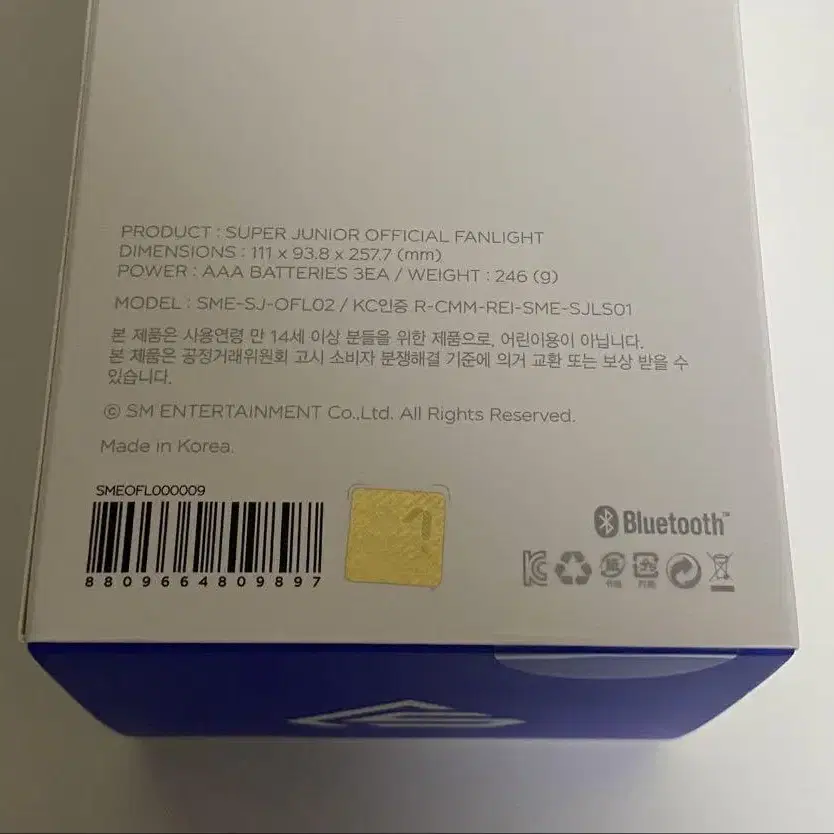 PRODUCT : SUPER JUNIOR OFFICIAL FANLIGHT
DIMENSIONS : 111 x 93.8 x 257.7 (mm)
POWER : AAA BATTERIES 3EA / WEIGHT : 246 (g)
MODEL : SME-SJ-OFL02 / KC인증 R-CMM-REI-SME-SJLS01
본 제품은 사용연령 만 14세 이상 분들을 위한 제품으로, 어린이용이 아닙니다.
본 제품은 공정거래위원회 고시 소비자 분쟁해결 기준에 의거 교환 또는 보상 받을 수
있습니다.
© SM ENTERTAINMENT Co.,Ltd. All Rights Reserved.
Made in Korea.
SMEOFL000009
8809664809897
Bluetooth™